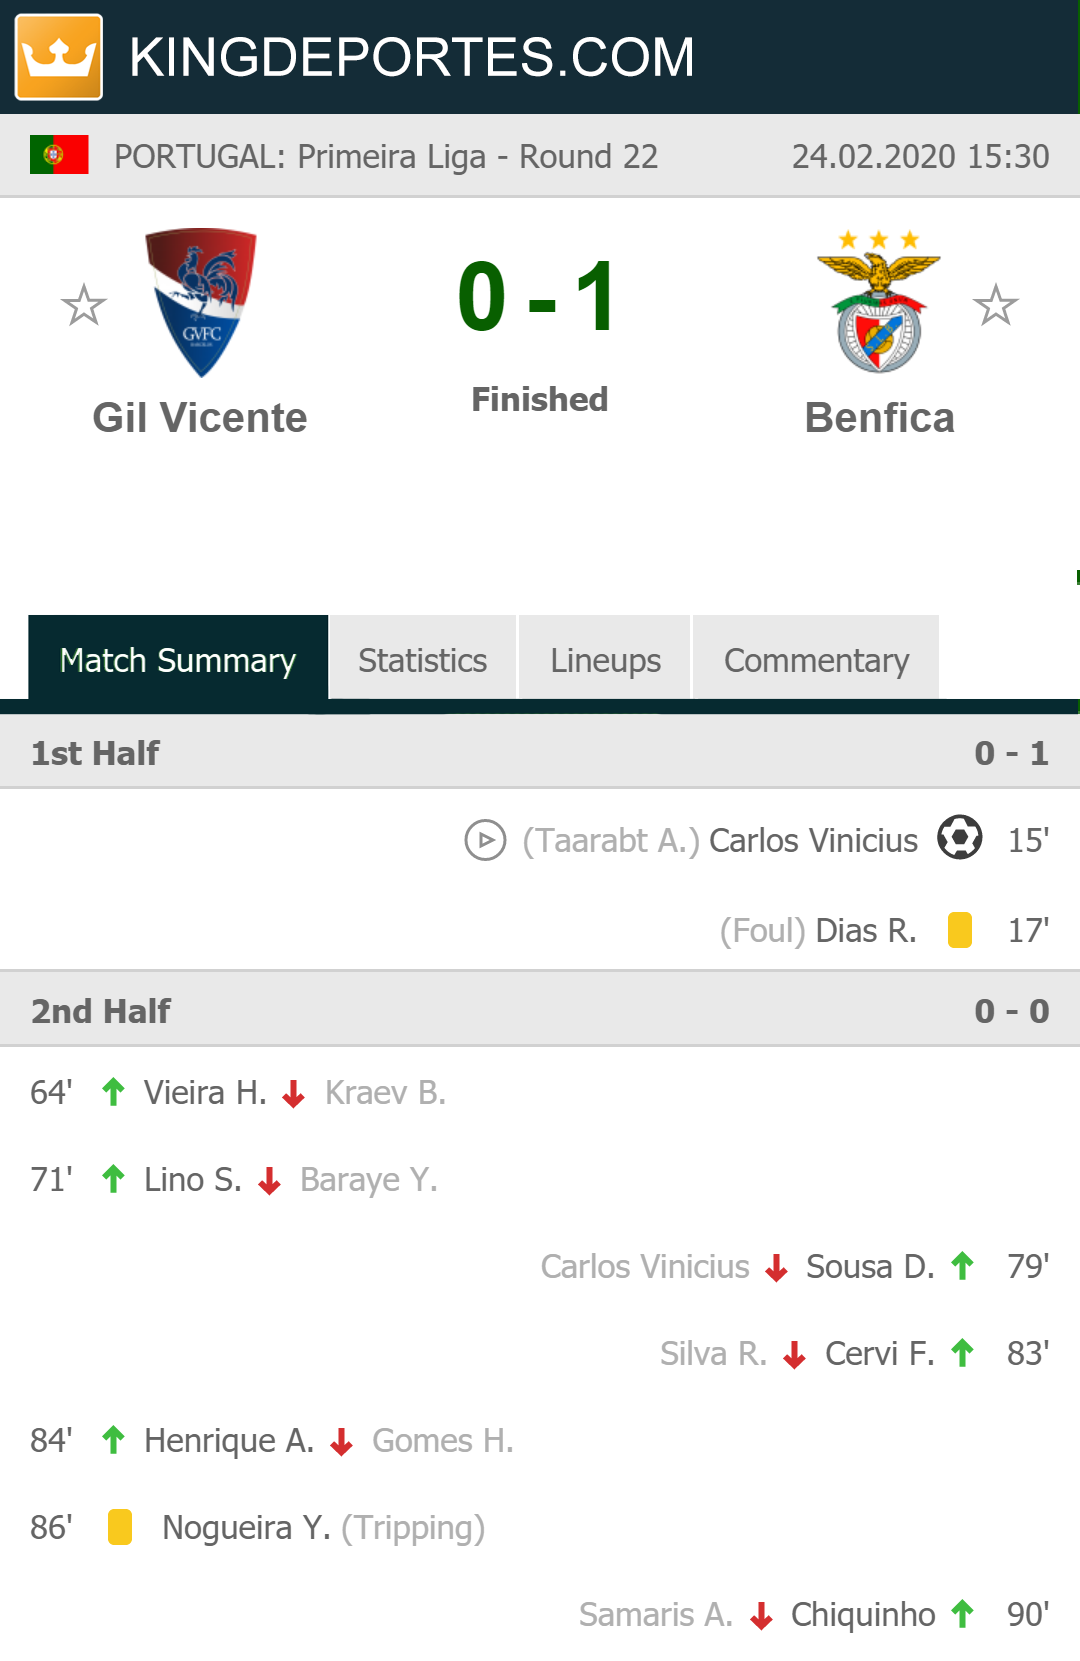 KINGDEPORTES.COM
PORTUGAL: Primeira Liga - Round 22 24.02.2020 15:30
GVFC
0 - 1
Finished
Gil Vicente Benfica
Match Summary Statistics Lineups Commentary
1st Half 0 - 1
(Taarabt A.) Carlos Vinicius 15'
(Foul) Dias R. 17'
2nd Half 0 - 0
64' Vieira H. Kraev B.
71' Lino S. Baraye Y.
Carlos Vinicius Sousa D. 79'
Silva R. Cervi F. 83'
84' Henrique A. Gomes H.
86' Nogueira Y. (Tripping)
Samaris A. Chiquinho 90'